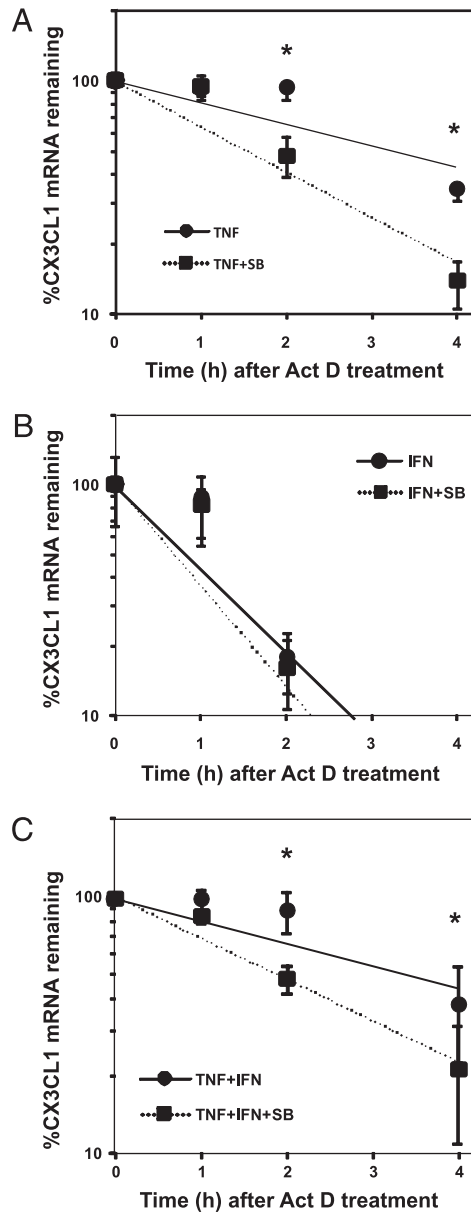 A
%CX3CL1 mRNA remaining
100
10
*
*
TNF
TNF+SB
0 1 2 3 4
Time (h) after Act D treatment
B
%CX3CL1 mRNA remaining
100
10
IFN
IFN+SB
0 1 2 3 4
Time (h) after Act D treatment
C
%CX3CL1 mRNA remaining
100
10
*
*
TNF+IFN
TNF+IFN+SB
0 1 2 3 4
Time (h) after Act D treatment